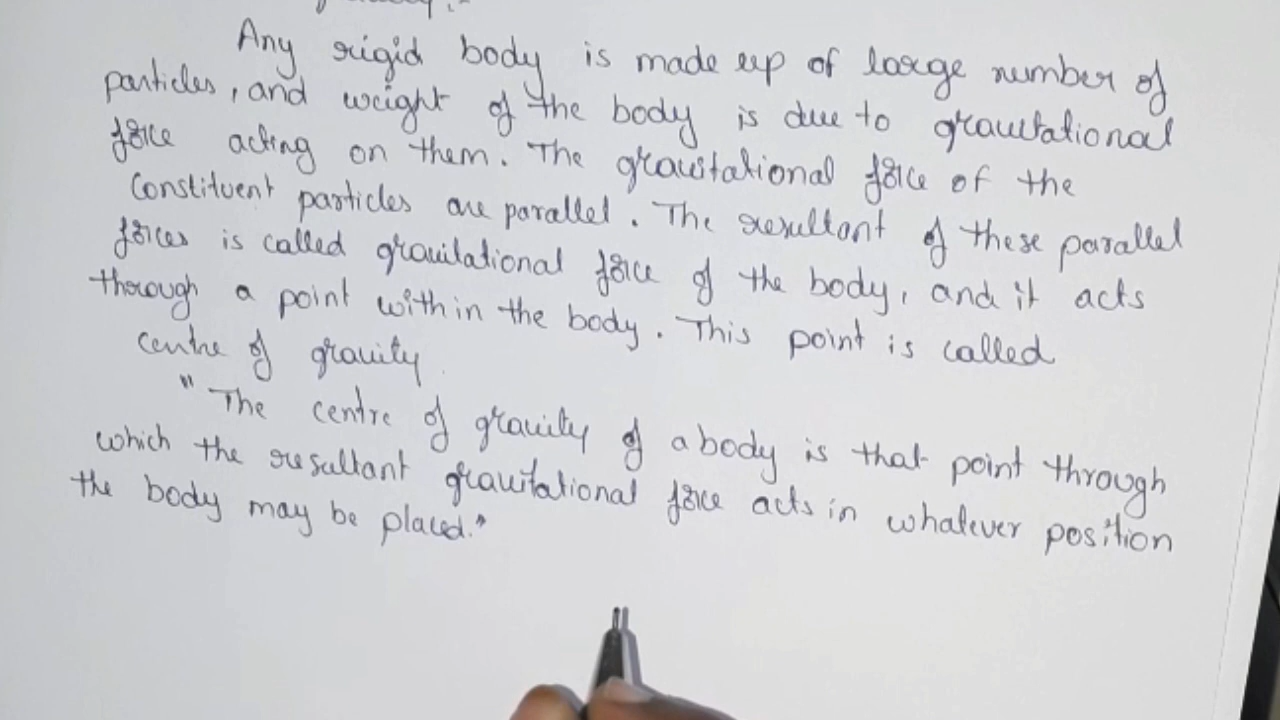 Any rigid body is made up of large number of
particles, and weight of the body is due to gravitational
force acting on them. The gravitational force of the
constituent particles are parallel. The resultant of these parallel
forces is called gravitational force of the body, and it acts
through a point within the body. This point is called
centre of gravity.
"The centre of gravity of a body is that point through
which the resultant gravitational force acts in whatever position
the body may be placed."